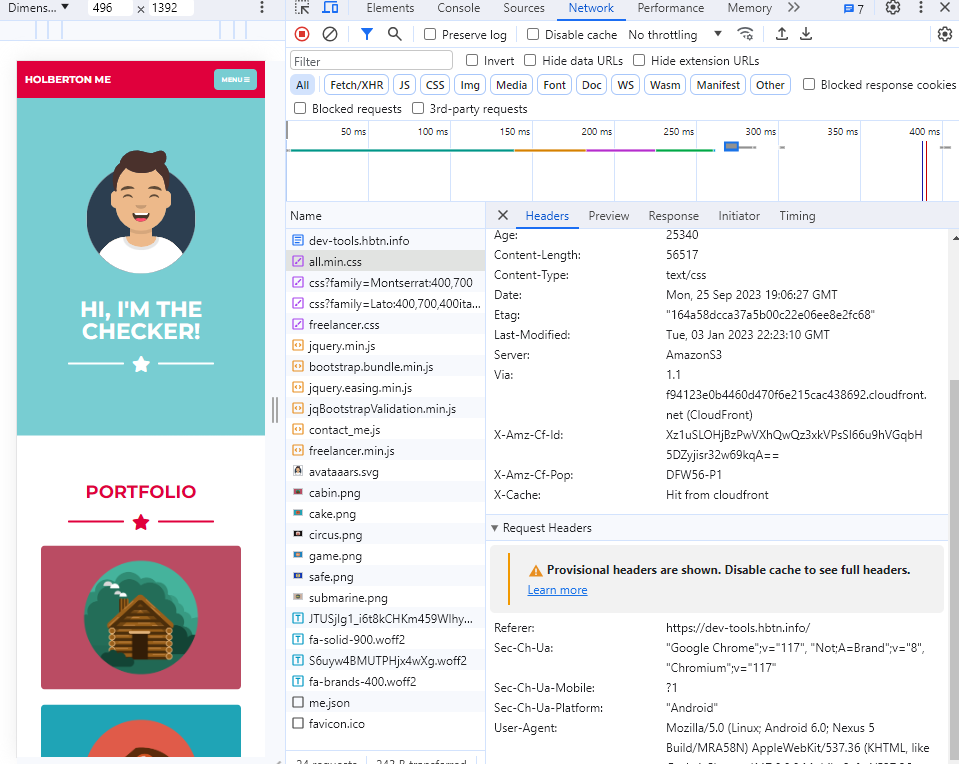 Dimens... 496 × 1392
Elements Console Sources Network Performance Memory 7
Preserve log Disable cache No throttling
Filter Invert Hide data URLs Hide extension URLs
All Fetch/XHR JS CSS Img Media Font Doc WS Wasm Manifest Other Blocked response cookies
Blocked requests 3rd-party requests
50 ms 100 ms 150 ms 200 ms 250 ms 300 ms 350 ms 400 ms
HOLBERTON ME MENU
HI, I'M THE
CHECKER!
PORTFOLIO
Name
dev-tools.hbtn.info
all.min.css
css?family=Montserrat:400,700
css?family=Lato:400,700,400ita...
freelancer.css
jquery.min.js
bootstrap.bundle.min.js
jquery.easing.min.js
jqBootstrapValidation.min.js
contact_me.js
freelancer.min.js
avataaars.svg
cabin.png
cake.png
circus.png
game.png
safe.png
submarine.png
JTUSjIg1_i6t8kCHKm459Wlhy...
fa-solid-900.woff2
S6uyw4BMUTPHjx4wXg.woff2
fa-brands-400.woff2
me.json
favicon.ico
Headers Preview Response Initiator Timing
Age: 25340
Content-Length: 56517
Content-Type: text/css
Date: Mon, 25 Sep 2023 19:06:27 GMT
Etag: "164a58dcca37a5b00c22e06ee8e2fc68"
Last-Modified: Tue, 03 Jan 2023 22:23:10 GMT
Server: AmazonS3
Via: 1.1
f94123e0b4460d470f6e215cac438692.cloudfront.
net (CloudFront)
X-Amz-Cf-Id: Xz1uSLOHjBzPwVXhQwQz3xkVPsSl66u9hVGqbH
5DZyjisr32w69kqA==
X-Amz-Cf-Pop: DFW56-P1
X-Cache: Hit from cloudfront
Request Headers
Provisional headers are shown. Disable cache to see full headers.
Learn more
Referer: https://dev-tools.hbtn.info/
Sec-Ch-Ua: "Google Chrome";v="117", "Not;A=Brand";v="8",
"Chromium";v="117"
Sec-Ch-Ua-Mobile: ?1
Sec-Ch-Ua-Platform: "Android"
User-Agent: Mozilla/5.0 (Linux; Android 6.0; Nexus 5
Build/MRA58N) AppleWebKit/537.36 (KHTML, like
24 requests